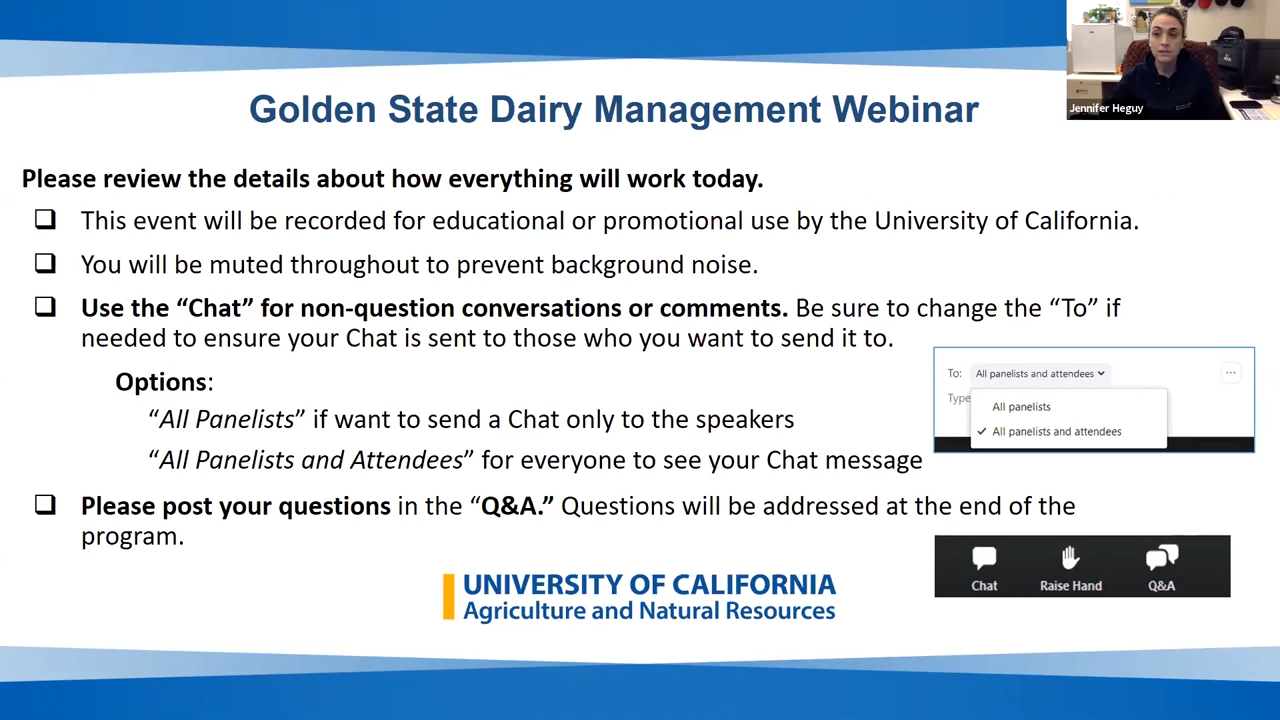 Golden State Dairy Management Webinar
Jennifer Heguy
Please review the details about how everything will work today.
❑ This event will be recorded for educational or promotional use by the University of California.
❑ You will be muted throughout to prevent background noise.
❑ Use the “Chat” for non-question conversations or comments. Be sure to change the “To” if
needed to ensure your Chat is sent to those who you want to send it to.
Options:
“All Panelists” if want to send a Chat only to the speakers
“All Panelists and Attendees” for everyone to see your Chat message
To: All panelists and attendees
Type
All panelists
✓ All panelists and attendees
❑ Please post your questions in the “Q&A.” Questions will be addressed at the end of the
program.
Chat Raise Hand Q&A
UNIVERSITY OF CALIFORNIA
Agriculture and Natural Resources